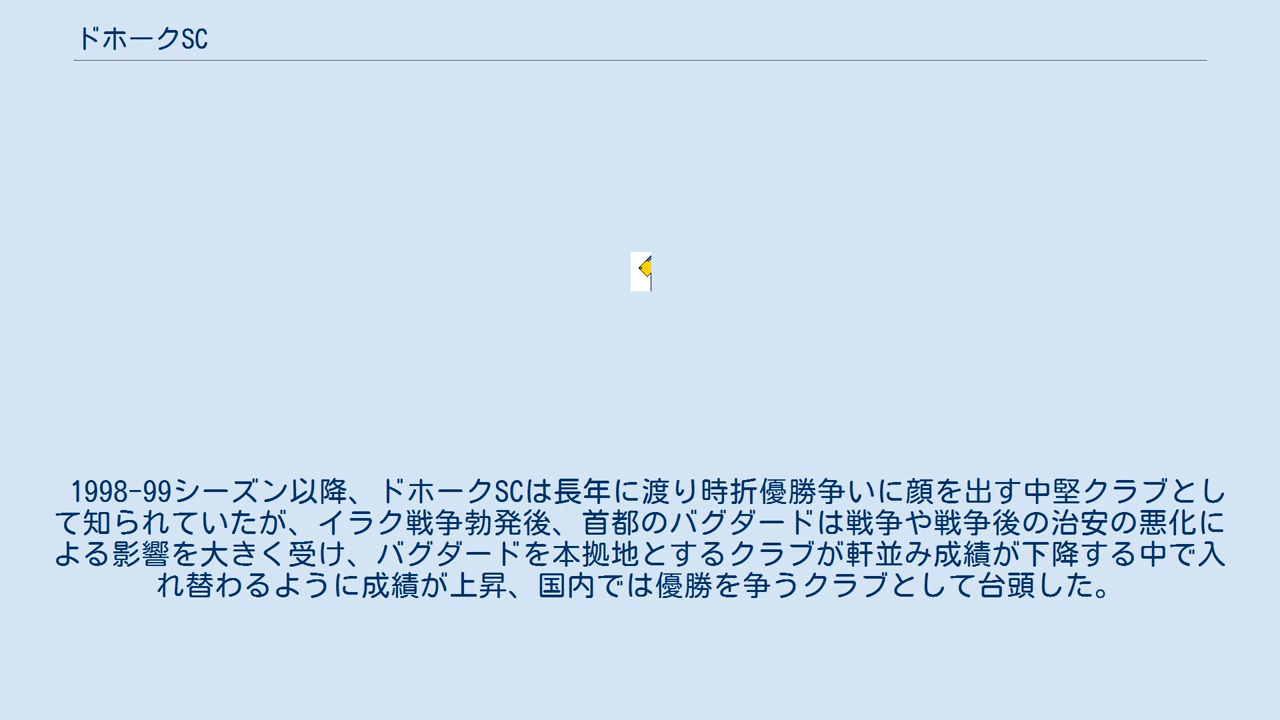 ドホークSC
1998-99シーズン以降、ドホークSCは長年に渡り時折優勝争いに顔を出す中堅クラブとし
て知られていたが、イラク戦争勃発後、首都のバグダードは戦争や戦争後の治安の悪化に
よる影響を大きく受け、バグダードを本拠地とするクラブが軒並み成績が下降する中で入
れ替わるように成績が上昇、国内では優勝を争うクラブとして台頭した。